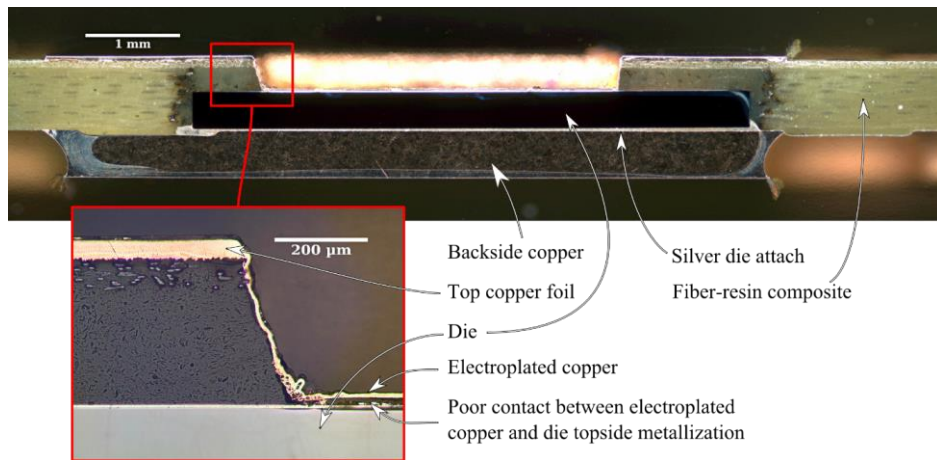 1 mm
200 μm
Backside copper
Silver die attach
Top copper foil
Fiber-resin composite
Die
Electroplated copper
Poor contact between electroplated
copper and die topside metallization